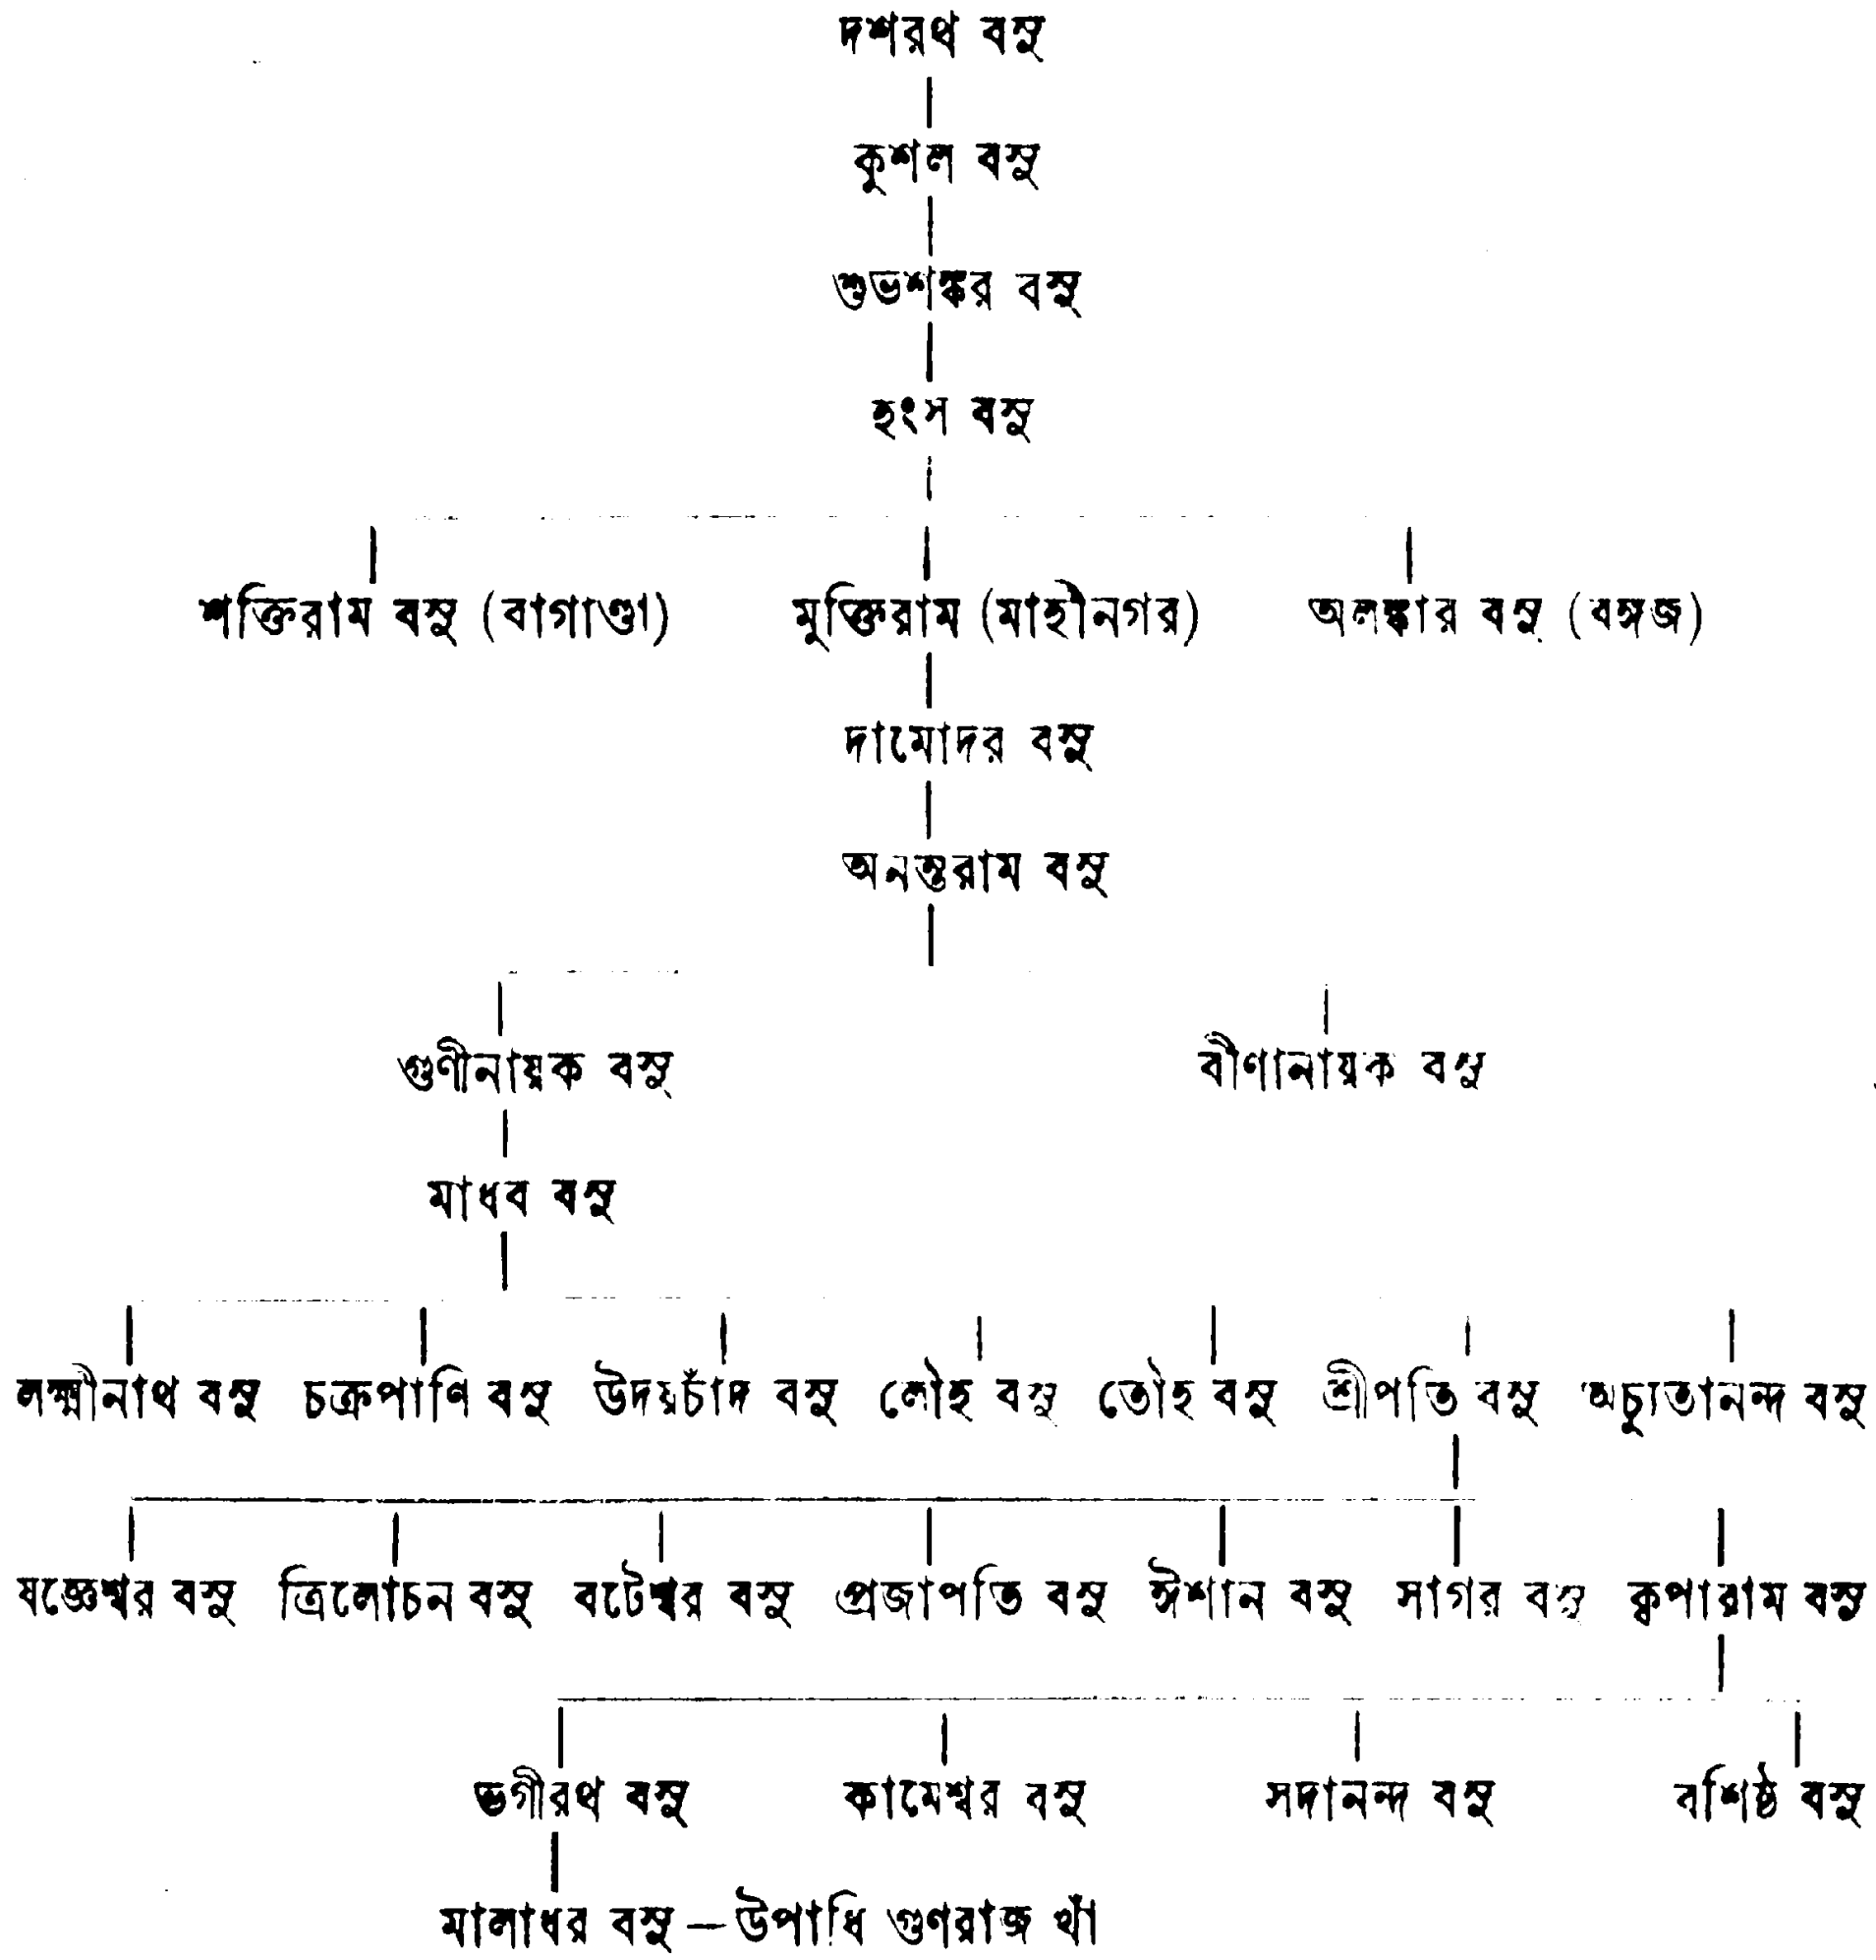 দশরথ বসু
কুশল বসু
শুভশঙ্কর বসু
হংস বসু
শক্তিরাম বসু (বাগাণ্ডা) মুক্তিরাম (মাহীনগর) অলঙ্কার বসু (বঙ্গজ)
দামোদর বসু
অনন্তরাম বসু
গুণীনায়ক বসু বীণানায়ক বসু
মাধব বসু
লক্ষ্মীনাথ বসু চক্রপাণি বসু উদয়চাঁদ বসু লৌহ বসু তৌহ বসু শ্রীপতি বসু অচ্যুতানন্দ বসু
যজ্ঞেশ্বর বসু ত্রিলোচন বসু বটেশ্বর বসু প্রজাপতি বসু ঈশান বসু সাগর বসু কৃপারাম বসু
ভগীরথ বসু কামেশ্বর বসু সদানন্দ বসু বশিষ্ঠ বসু
মালাধর বসু—উপাধি গুণরাজ খাঁ